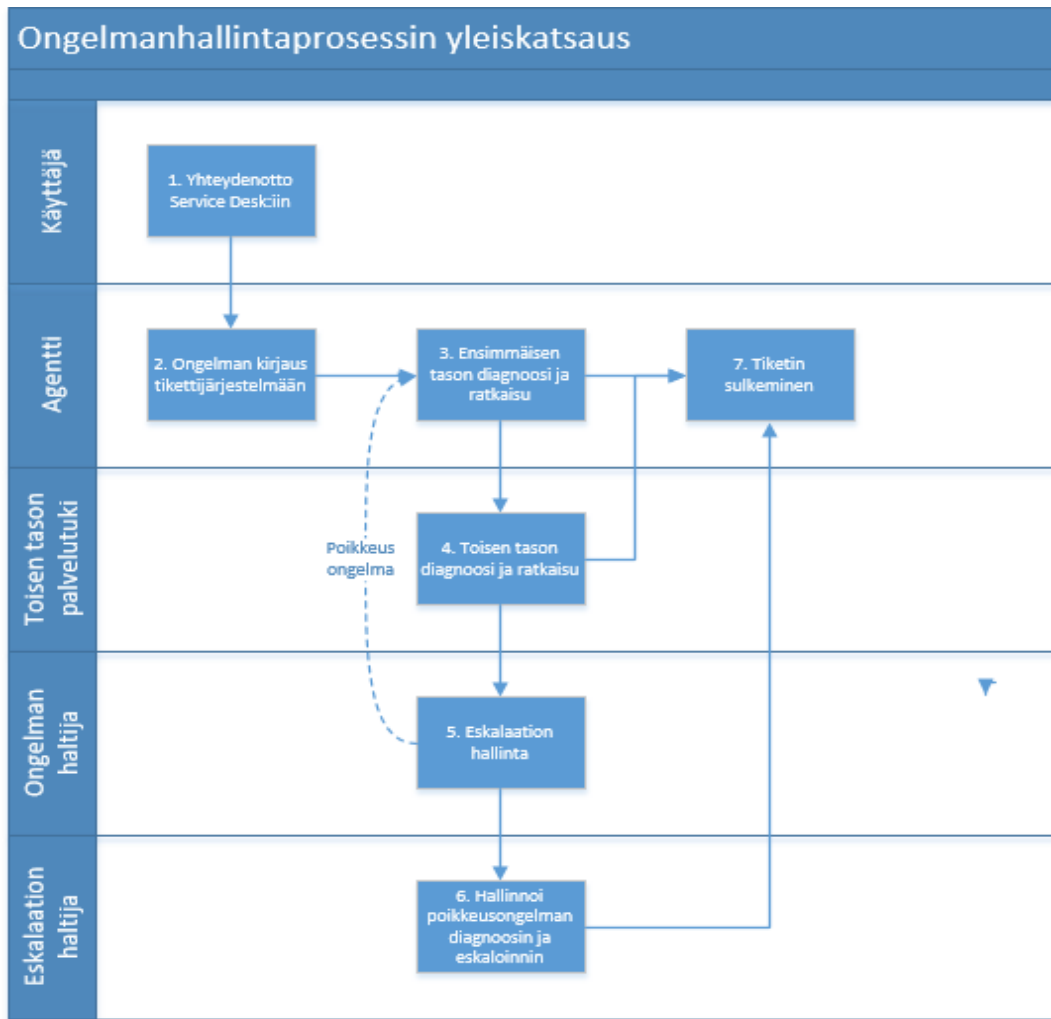 Ongelmanhallintaprosessin yleiskatsaus
Käyttäjä
1. Yhteydenotto
Service Desk:iin
Agentti
2. Ongelman kirjaus
tikettijärjestelmään
3. Ensimmäisen
tason diagnoosi ja
ratkaisu
7. Tiketin
sulkeminen
Toisen tason
palvelutuki
Poikkeus
ongelma
4. Toisen tason
diagnoosi ja ratkaisu
Ongelman
haltija
5. Eskalaation
hallinta
Eskalaation
haltija
6. Hallinnoi
poikkeusongelman
diagnoosin ja
eskaloinnin